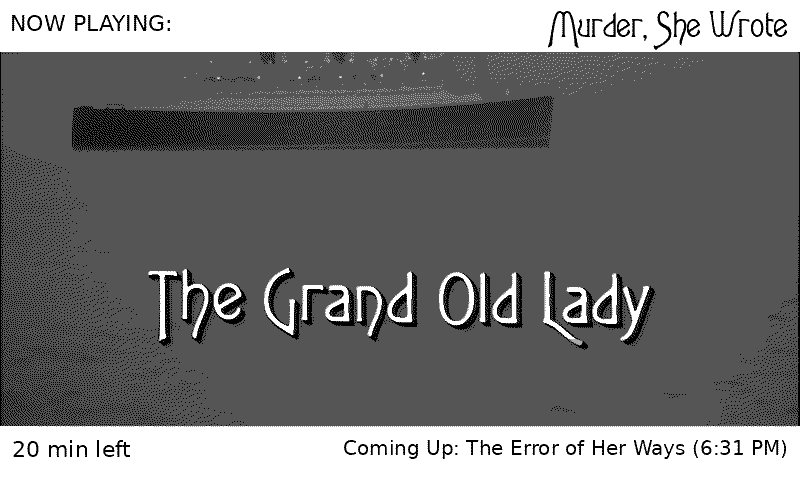 NOW PLAYING:
Murder, She Wrote
The Grand Old Lady
20 min left
Coming Up: The Error of Her Ways (6:31 PM)